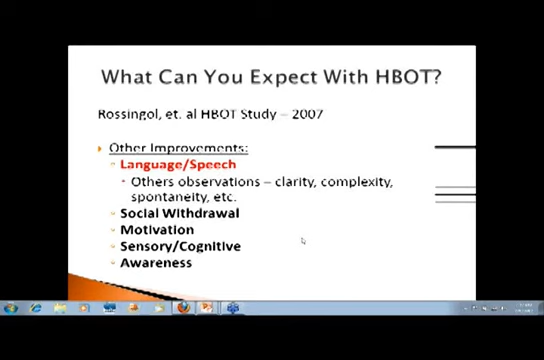 What Can You Expect With HBOT?
Rossingol, et. al HBOT Study – 2007
Other Improvements:
Language/Speech
Others observations – clarity, complexity,
spontaneity, etc.
Social Withdrawal
Motivation
Sensory/Cognitive
Awareness